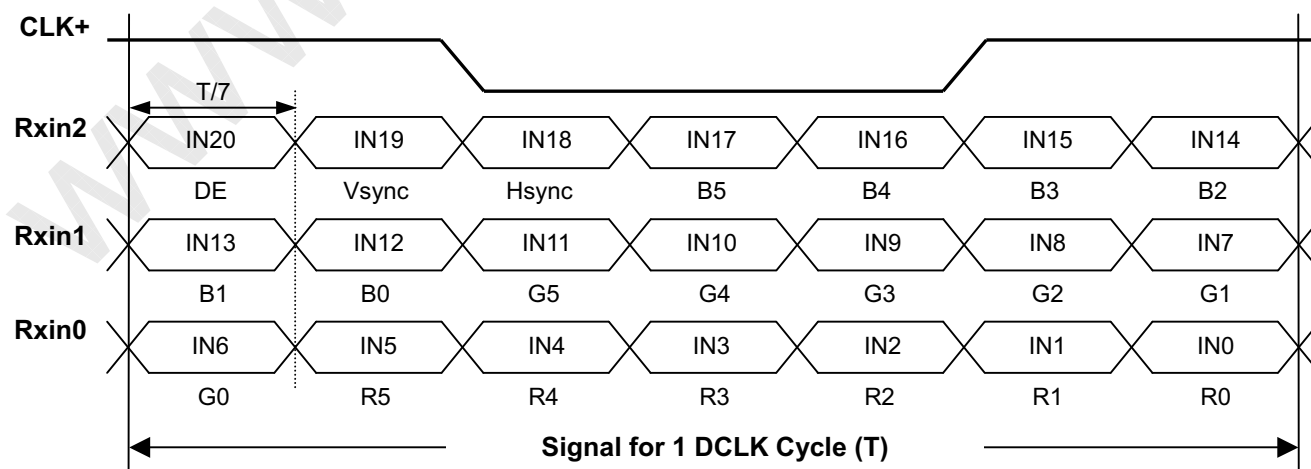 CLK+
T/7
Rxin2 IN20 IN19 IN18 IN17 IN16 IN15 IN14
DE Vsync Hsync B5 B4 B3 B2
Rxin1 IN13 IN12 IN11 IN10 IN9 IN8 IN7
B1 B0 G5 G4 G3 G2 G1
Rxin0 IN6 IN5 IN4 IN3 IN2 IN1 IN0
G0 R5 R4 R3 R2 R1 R0
Signal for 1 DCLK Cycle (T)